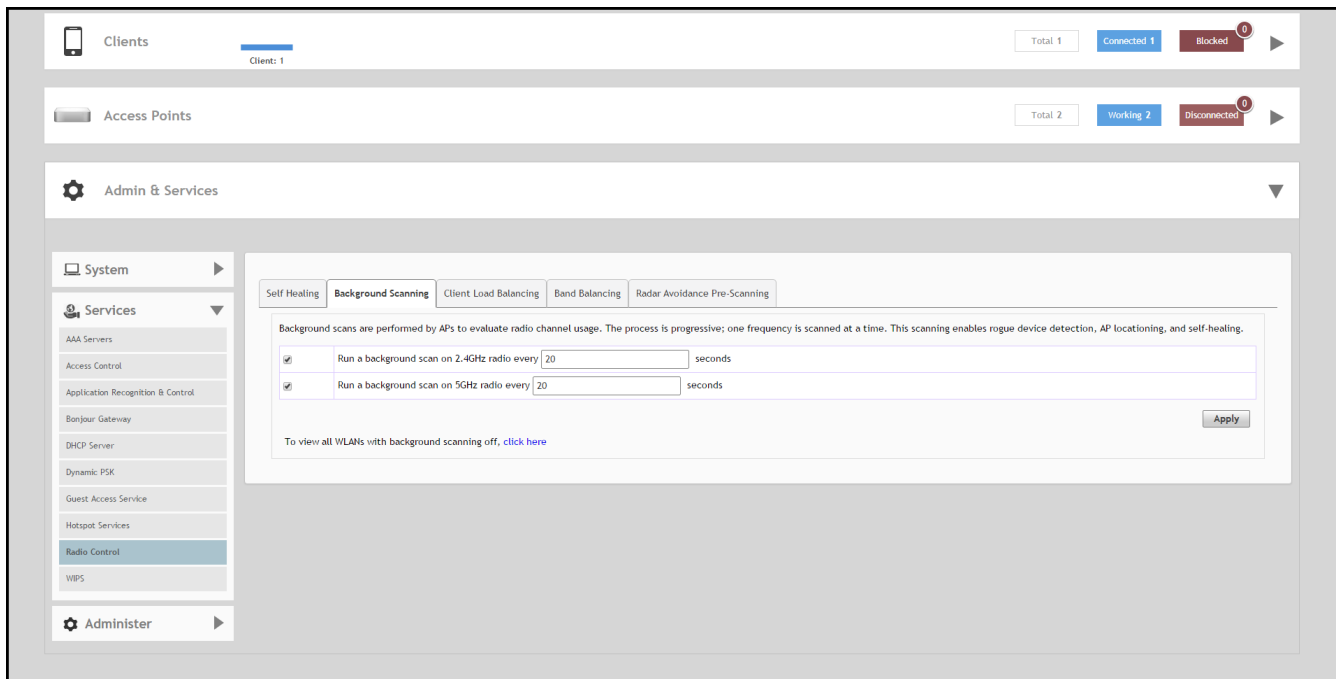 Clients
Client: 1
Total 1
Connected 1
Blocked
0
Access Points
Total 2
Working 2
Disconnected
0
Admin & Services
System
Services
AAA Servers
Access Control
Application Recognition & Control
Bonjour Gateway
DHCP Server
Dynamic PSK
Guest Access Service
Hotspot Services
Radio Control
WIPS
Administer
Self Healing
Background Scanning
Client Load Balancing
Band Balancing
Radar Avoidance Pre-Scanning
Background scans are performed by APs to evaluate radio channel usage. The process is progressive; one frequency is scanned at a time. This scanning enables rogue device detection, AP locationing, and self-healing.
Run a background scan on 2.4GHz radio every 20 seconds
Run a background scan on 5GHz radio every 20 seconds
Apply
To view all WLANs with background scanning off, click here